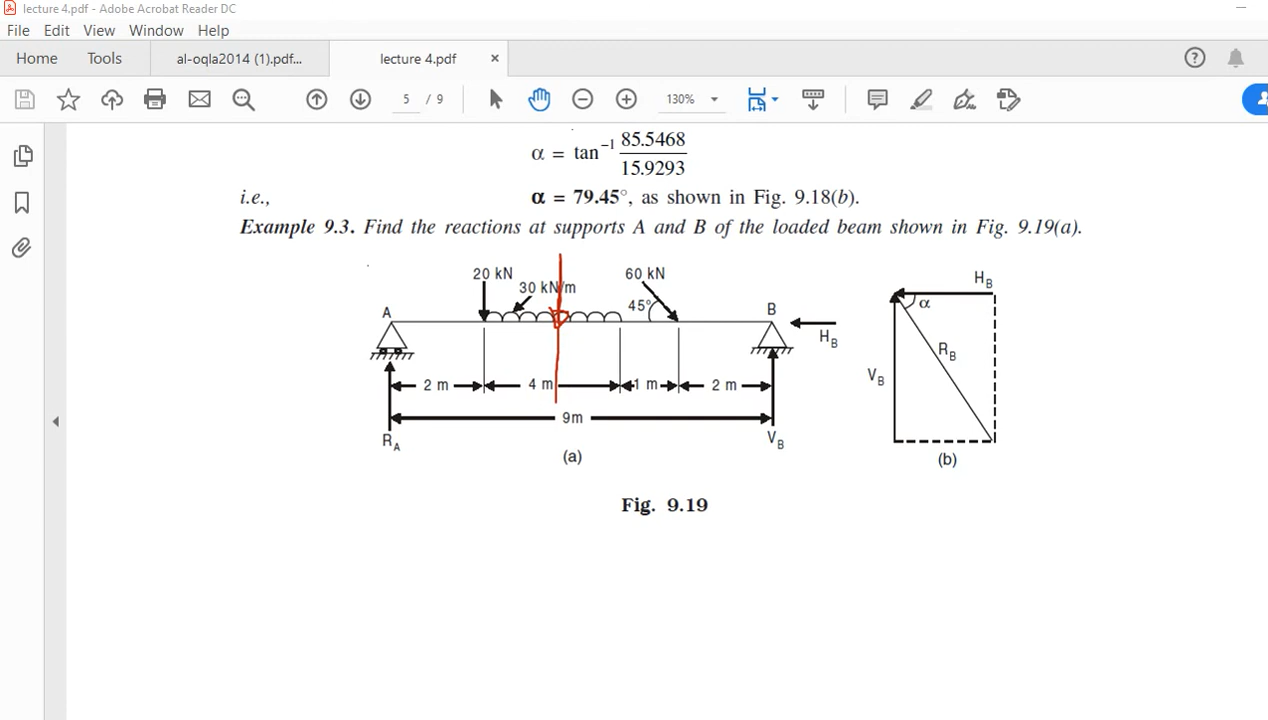 lecture 4.pdf - Adobe Acrobat Reader DC
File Edit View Window Help
Home Tools al-oqla2014 (1).pdf... lecture 4.pdf ×
5 / 9 130%
α = tan⁻¹ 85.5468
15.9293
i.e., α = 79.45°, as shown in Fig. 9.18(b).
Example 9.3. Find the reactions at supports A and B of the loaded beam shown in Fig. 9.19(a).
20 kN 60 kN H_B
30 kN/m
A 45° B α
H_B
R_B
V_B
2 m 4 m 1 m 2 m
9m
R_A V_B
(a) (b)
Fig. 9.19